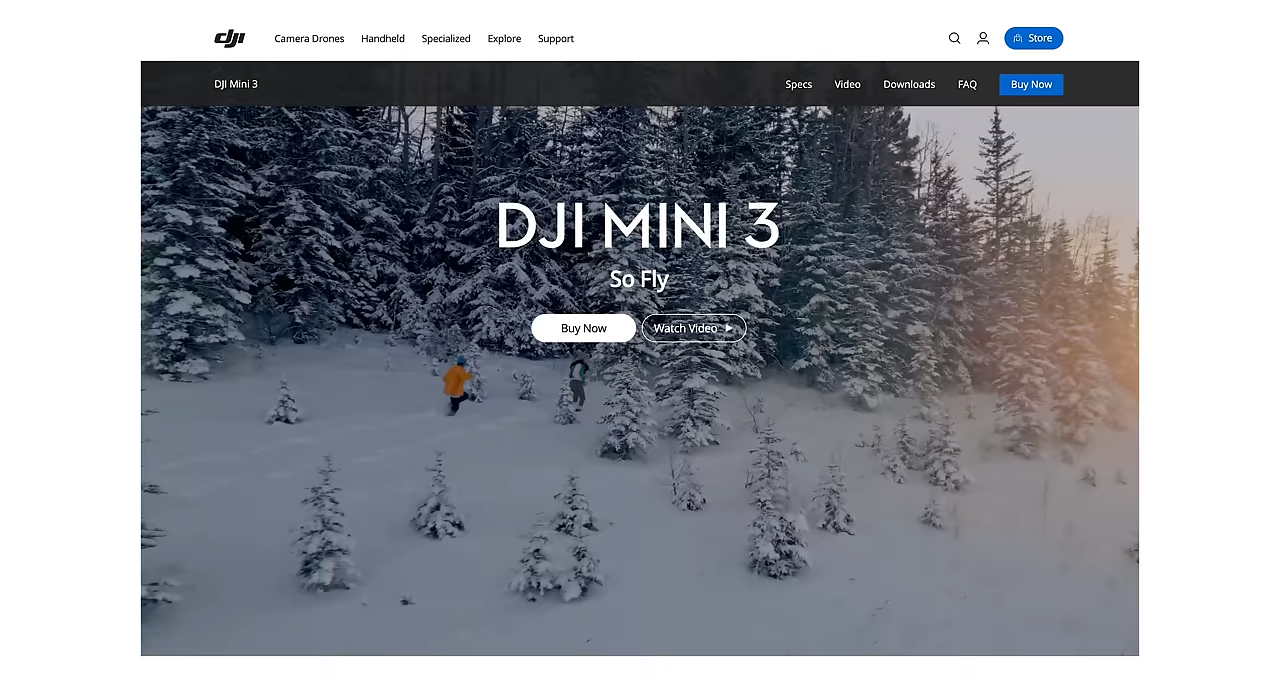 dji Camera Drones Handheld Specialized Explore Support Store
DJI Mini 3 Specs Video Downloads FAQ Buy Now
DJI MINI 3
So Fly
Buy Now Watch Video